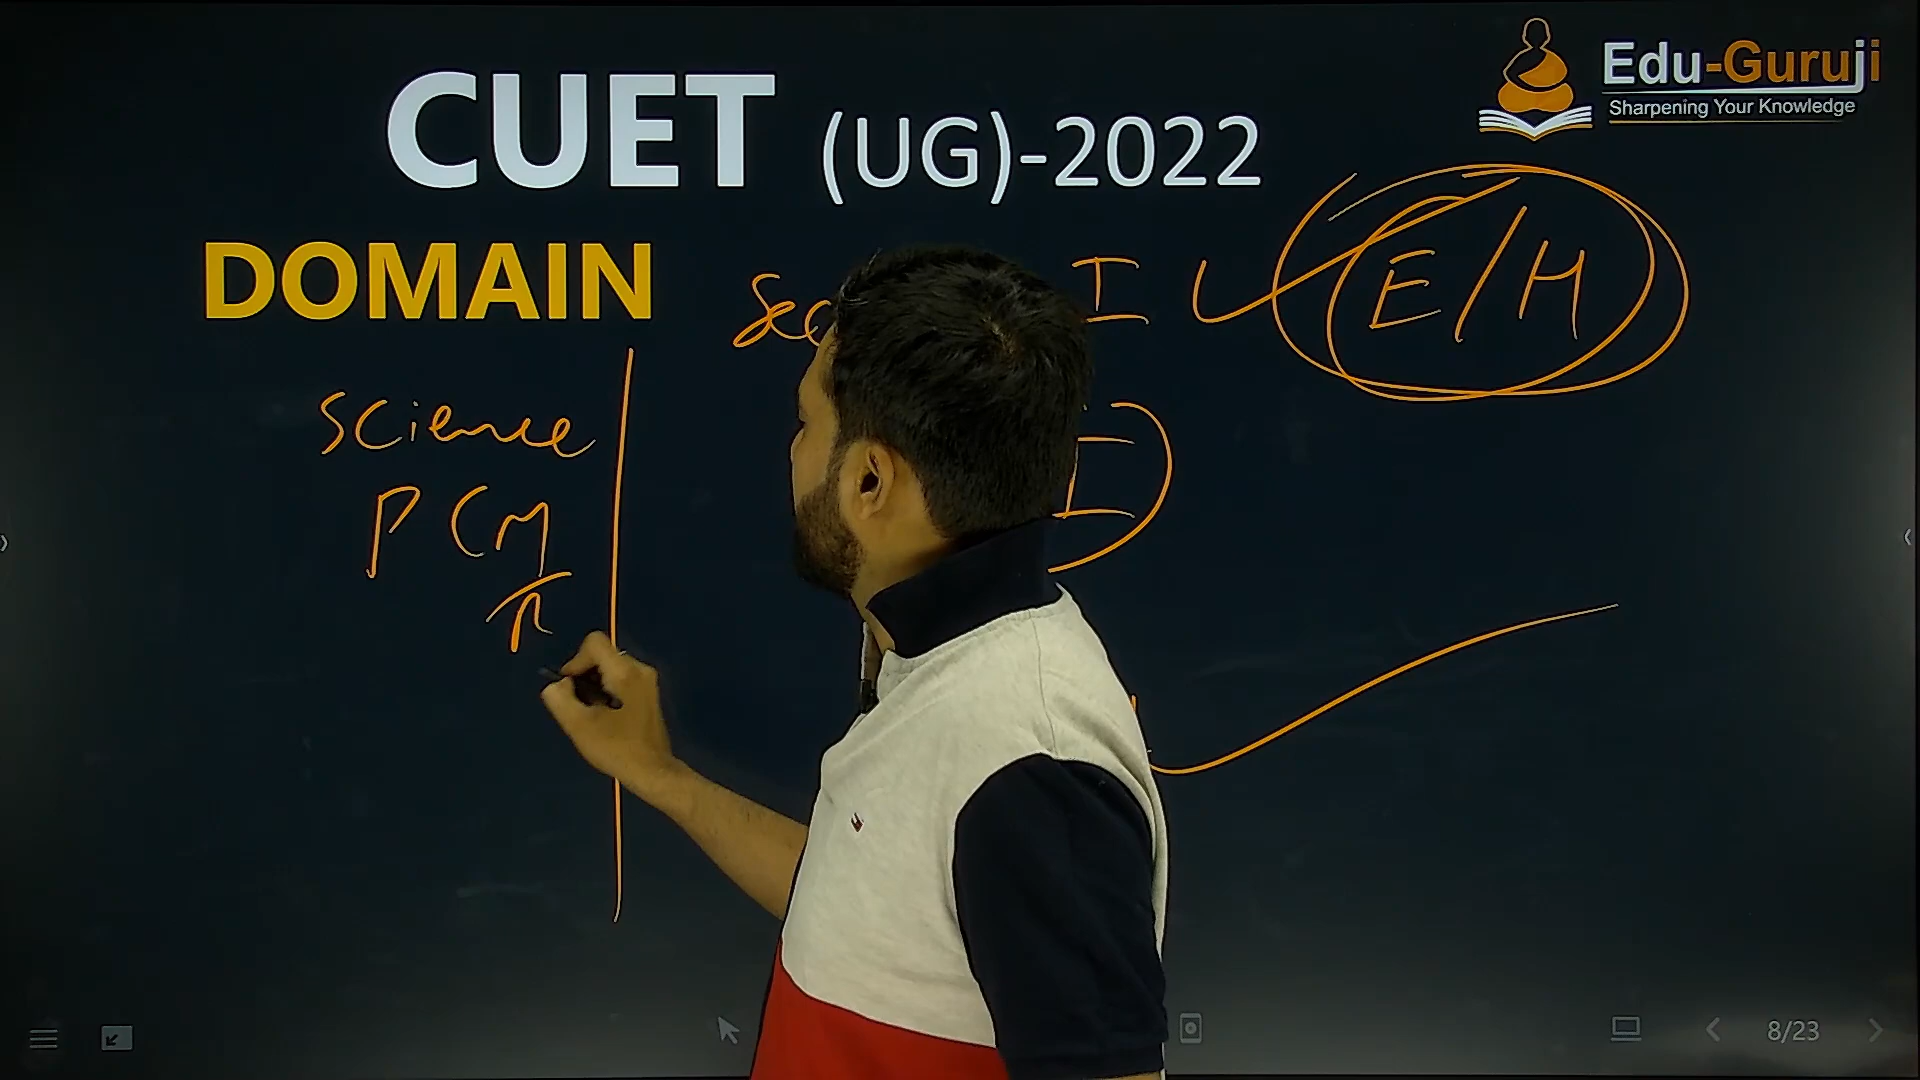 Edu-Guruji
Sharpening Your Knowledge
CUET (UG)-2022
DOMAIN
I E/H
Science
PCM
8/23